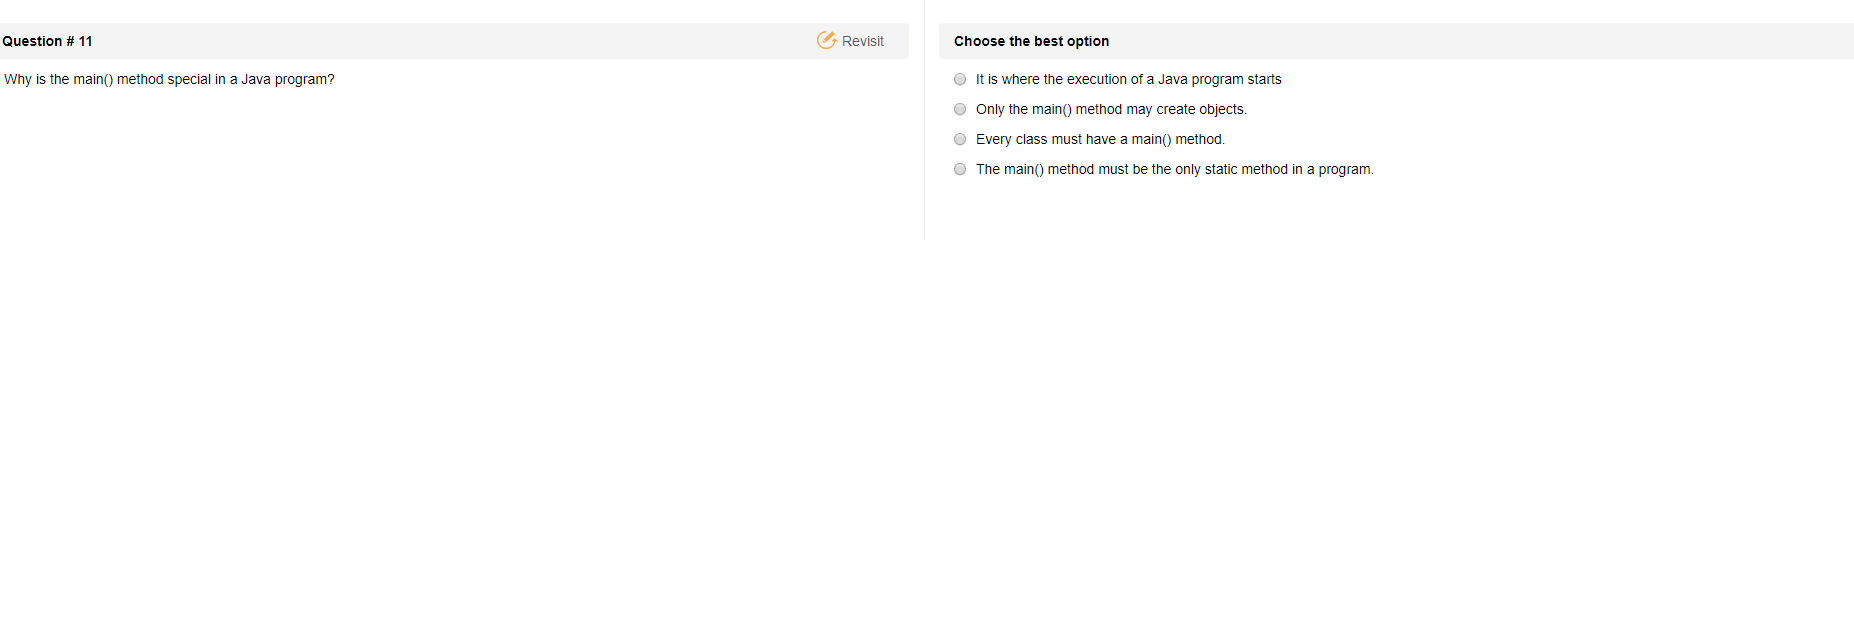 Question # 11
Revisit
Why is the main() method special in a Java program?
Choose the best option
It is where the execution of a Java program starts
Only the main() method may create objects.
Every class must have a main() method.
The main() method must be the only static method in a program.